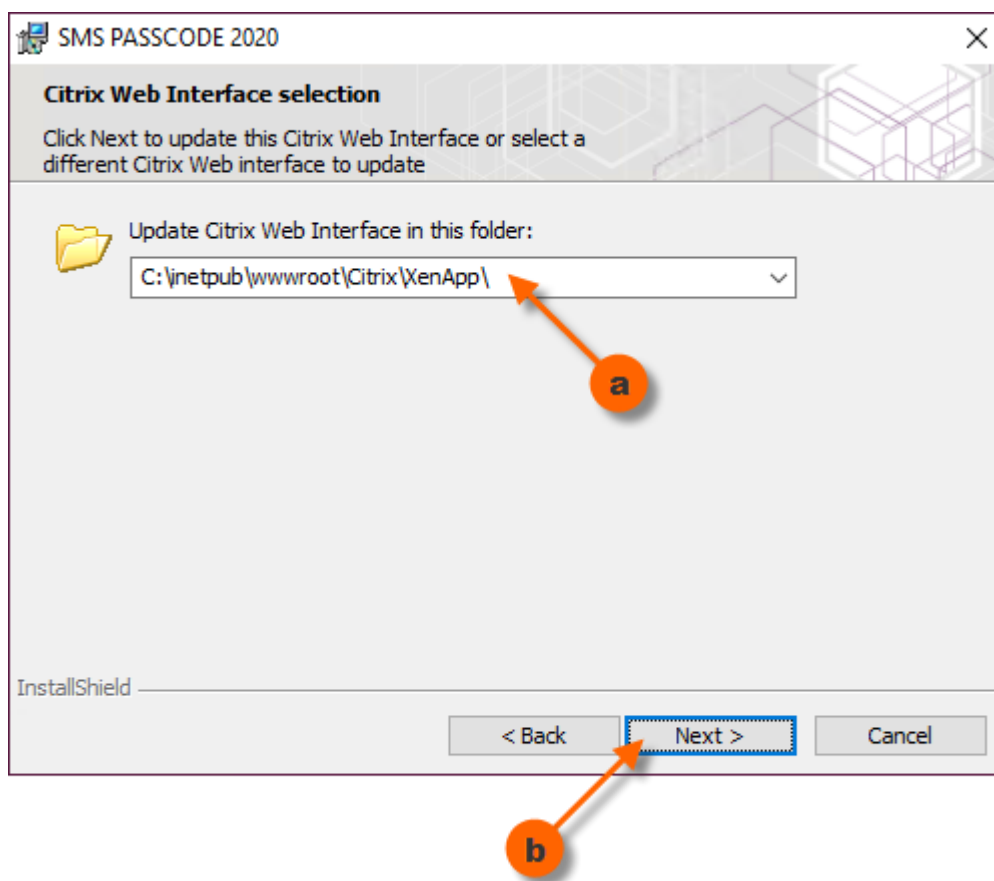 SMS PASSCODE 2020
Citrix Web Interface selection
Click Next to update this Citrix Web Interface or select a
different Citrix Web interface to update
Update Citrix Web Interface in this folder:
C:\inetpub\wwwroot\Citrix\XenApp\
a
InstallShield
< Back Next > Cancel
b